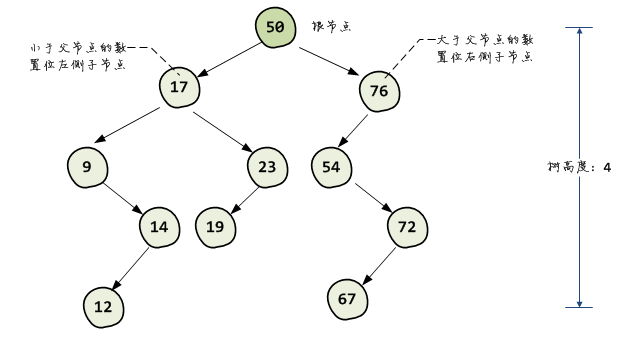 50 根节点
小于父节点的数
置位左侧子节点
大于父节点的数
置位右侧子节点
17
76
9
23
54
树高度：4
14
19
72
12
67